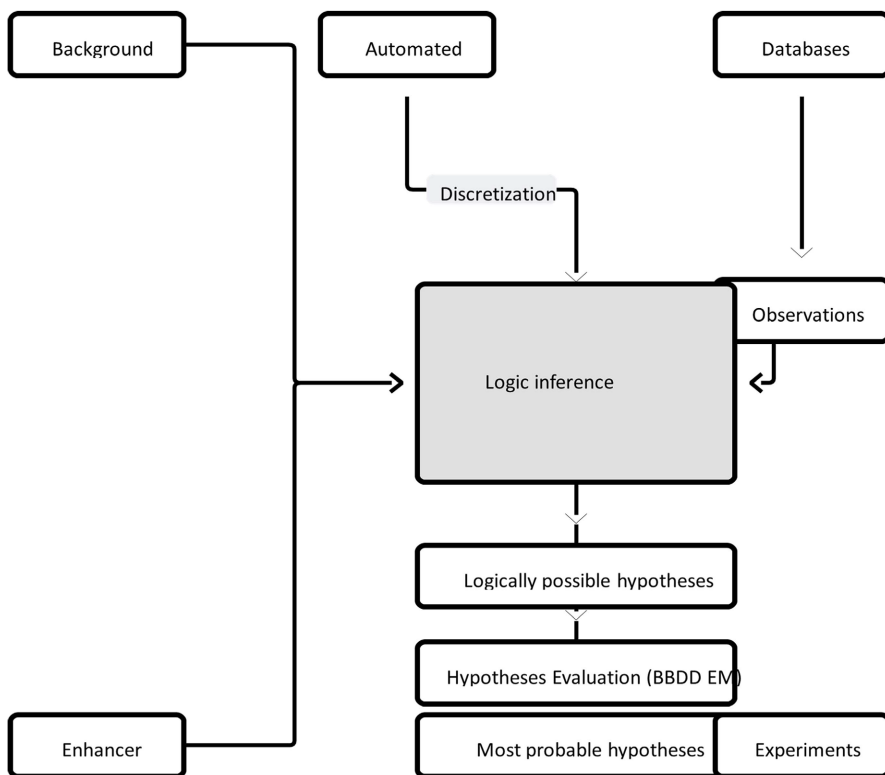 Background
Automated
Databases
Discretization
Observations
Logic inference
Logically possible hypotheses
Hypotheses Evaluation (BBDD EM)
Enhancer
Most probable hypotheses
Experiments